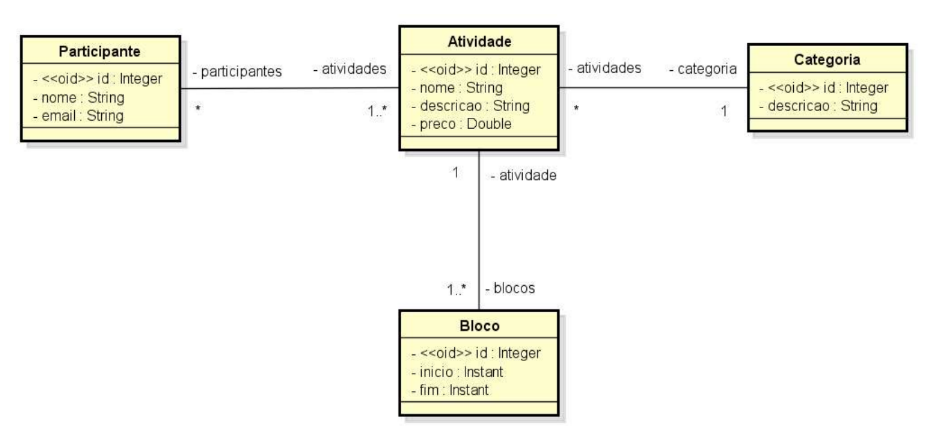 Participante
- <<oid>> id : Integer
- nome : String
- email : String
- participantes
*
- atividades
1..*
Atividade
- <<oid>> id : Integer
- nome : String
- descricao : String
- preco : Double
- atividades
*
- categoria
1
Categoria
- <<oid>> id : Integer
- descricao : String
1
- atividade
1..*
- blocos
Bloco
- <<oid>> id : Integer
- inicio : Instant
- fim : Instant